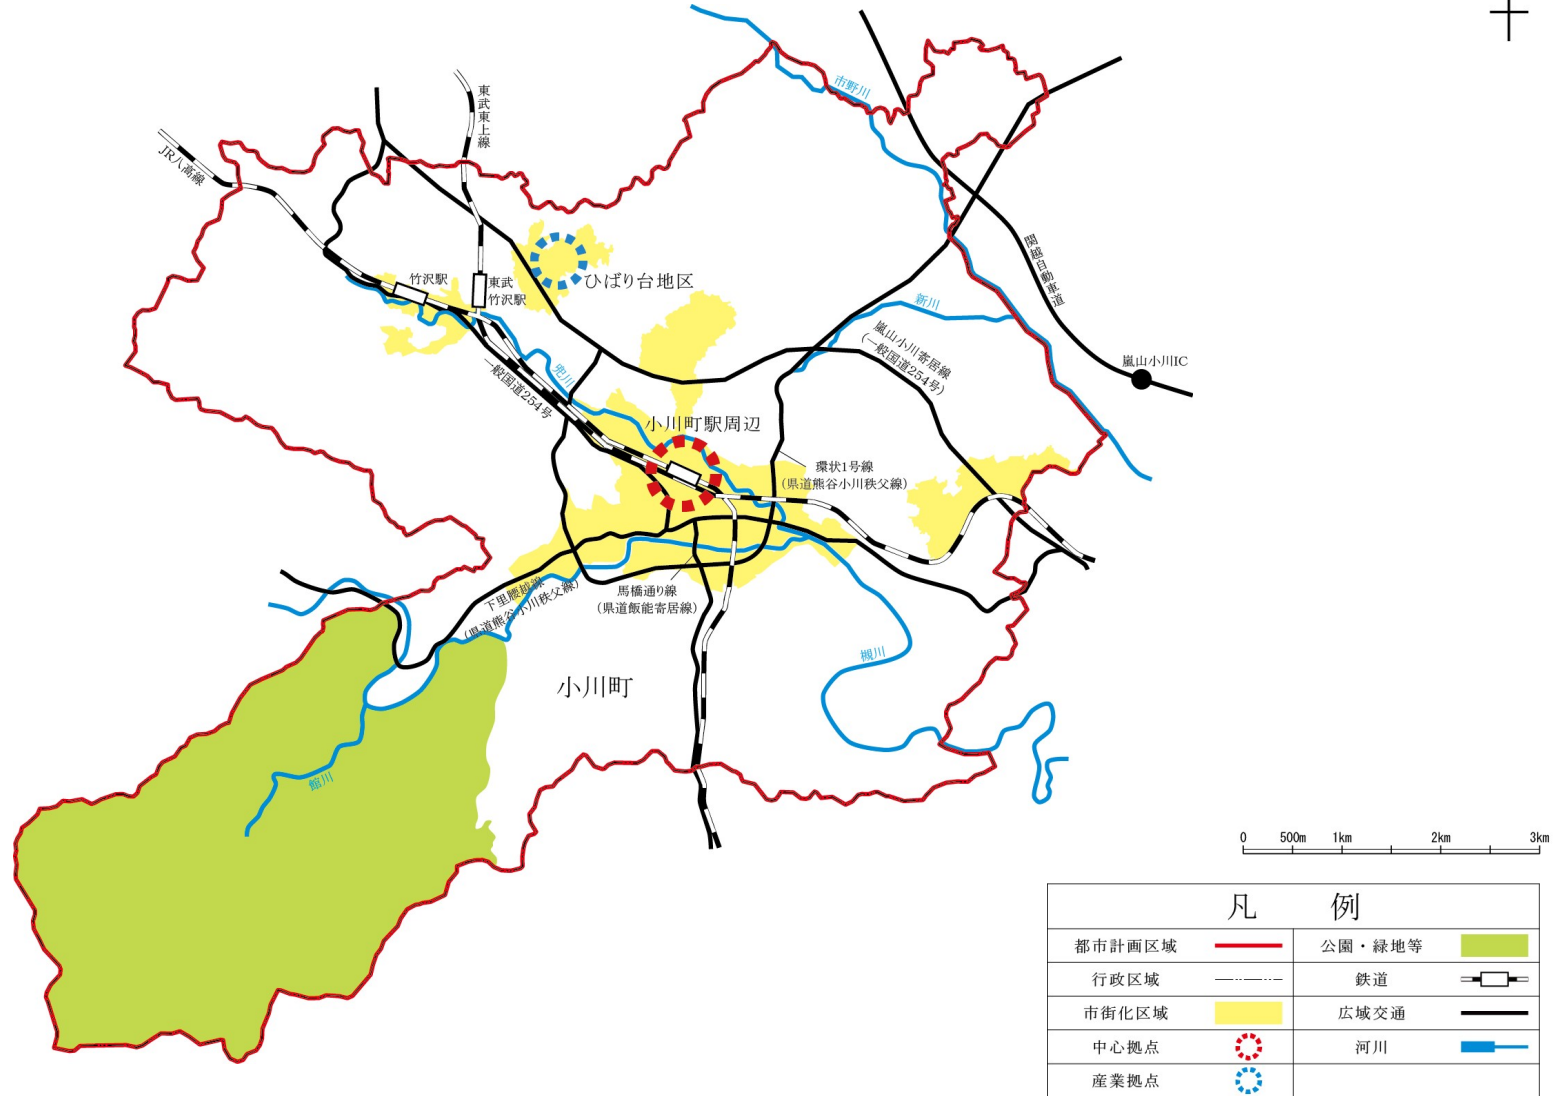 市野川
東武東上線
JR八高線
関越自動車道
竹沢駅
東武
竹沢駅
ひばり台地区
新川
嵐山小川寄居線
(一般国道254号)
嵐山小川IC
兜川
一般国道254号
小川町駅周辺
環状1号線
(県道熊谷小川秩父線)
下里腰越線
(県道熊谷小川秩父線)
馬橋通り線
(県道飯能寄居線)
槻川
小川町
館川
0 500m 1km 2km 3km
凡 例
都市計画区域 公園・緑地等
行政区域 鉄道
市街化区域 広域交通
中心拠点 河川
産業拠点